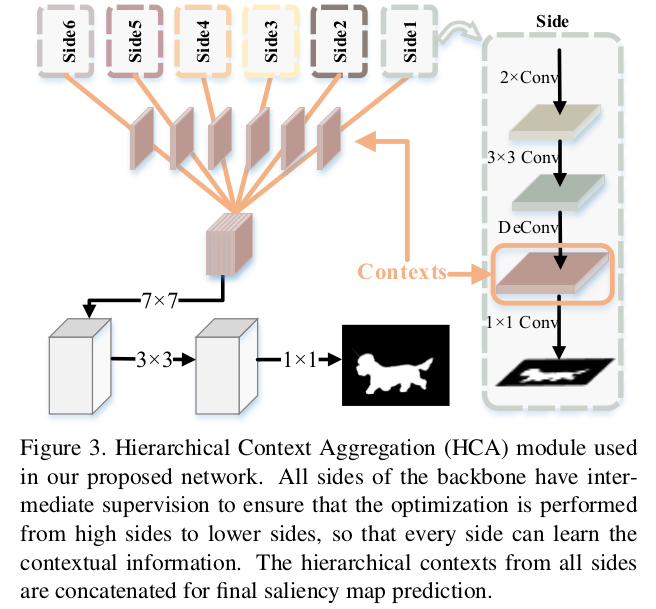 Side6
Side5
Side4
Side3
Side2
Side1
Side
2×Conv
3×3 Conv
DeConv
Contexts
1×1 Conv
7×7
3×3
1×1
Figure 3. Hierarchical Context Aggregation (HCA) module used
in our proposed network. All sides of the backbone have inter-
mediate supervision to ensure that the optimization is performed
from high sides to lower sides, so that every side can learn the
contextual information. The hierarchical contexts from all sides
are concatenated for final saliency map prediction.